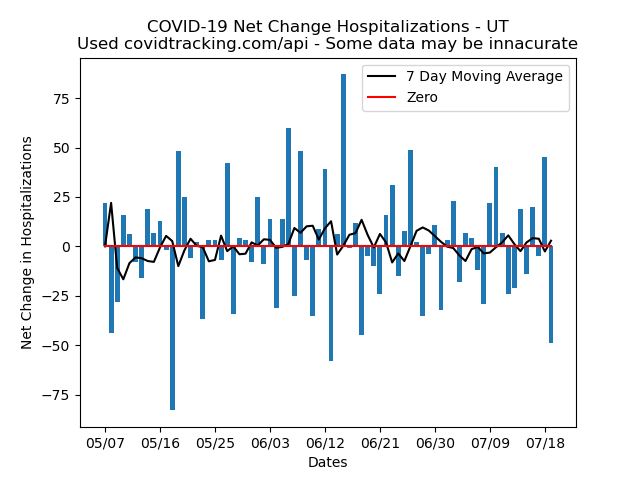 COVID-19 Net Change Hospitalizations - UT
Used covidtracking.com/api - Some data may be innacurate
7 Day Moving Average
Zero
Net Change in Hospitalizations
75
50
25
0
−25
−50
−75
05/07 05/16 05/25 06/03 06/12 06/21 06/30 07/09 07/18
Dates